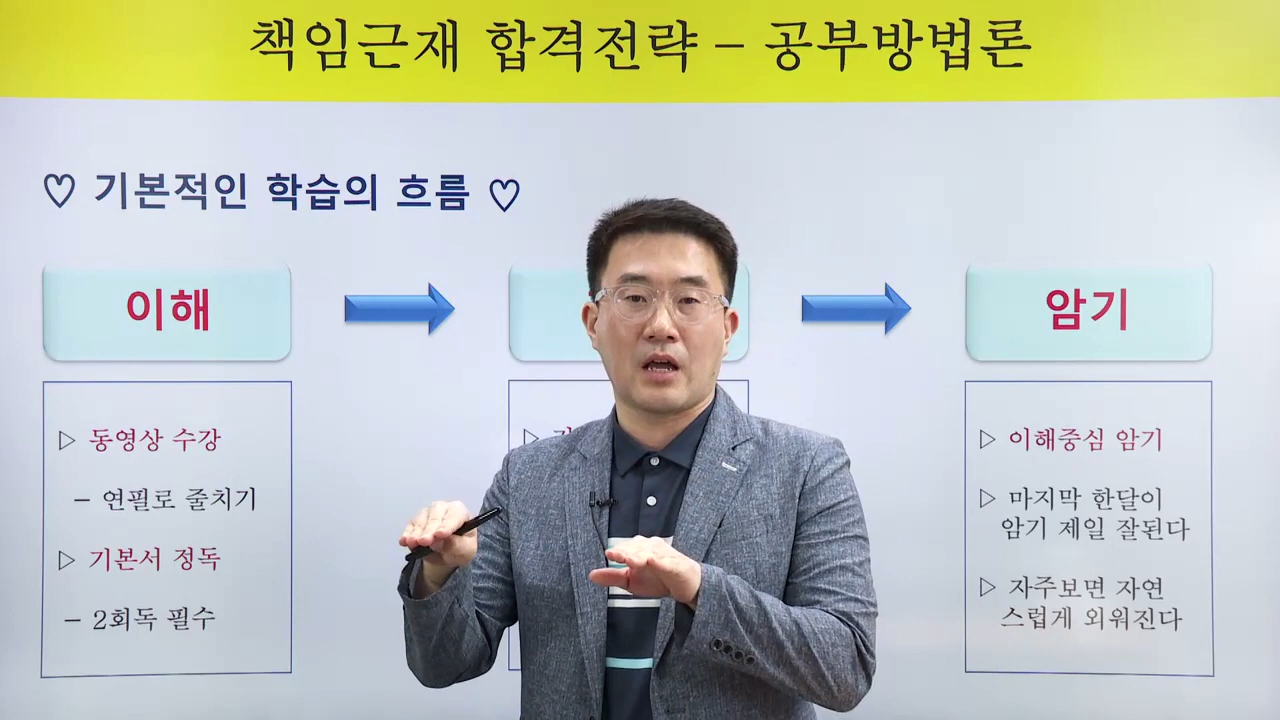 책임근재 합격전략 – 공부방법론
♡ 기본적인 학습의 흐름 ♡
이해
▷ 동영상 수강
– 연필로 줄치기
▷ 기본서 정독
– 2회독 필수
▷
암기
▷ 이해중심 암기
▷ 마지막 한달이
암기 제일 잘된다
▷ 자주보면 자연
스럽게 외워진다